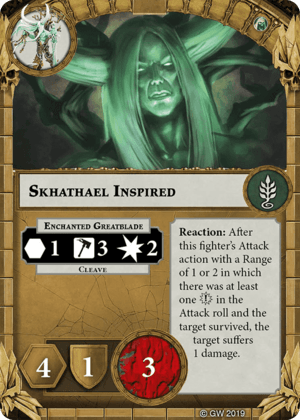 Skhathael Inspired
Enchanted Greatblade
1 3 2
Cleave
Reaction: After
this fighter's Attack
action with a Range
of 1 or 2 in which
there was at least
one in the
Attack roll and the
target survived, the
target suffers
1 damage.
4 1 3
© GW 2019